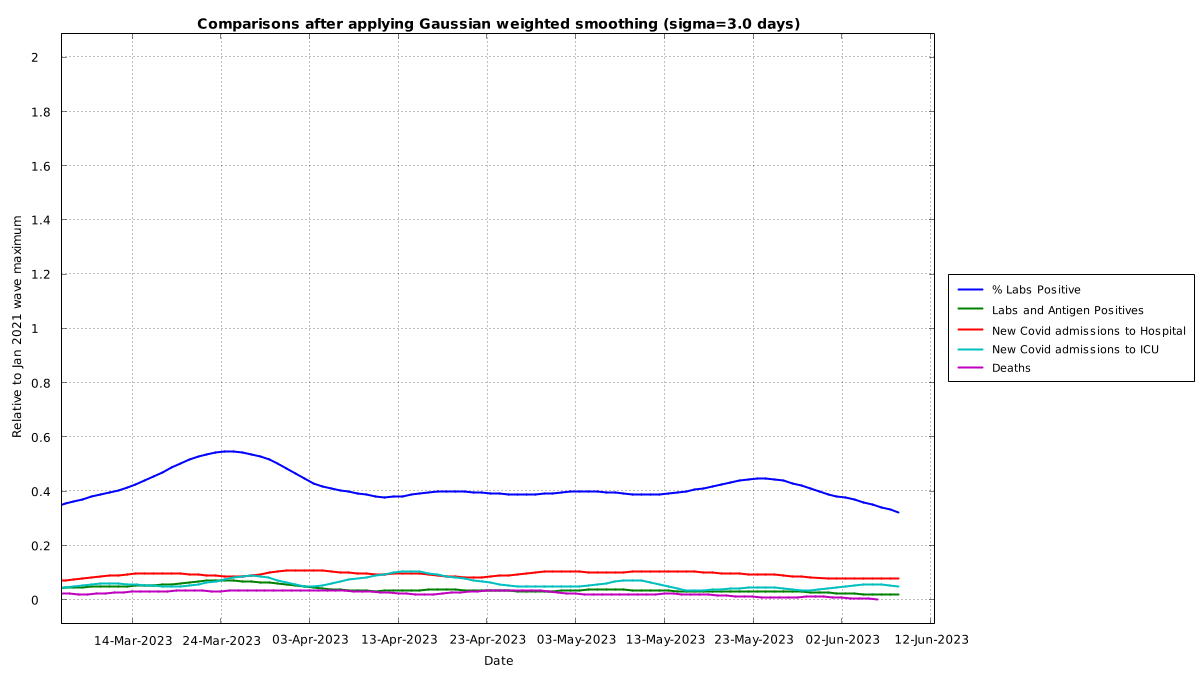 Comparisons after applying Gaussian weighted smoothing (sigma=3.0 days)
Relative to Jan 2021 wave maximum
2
1.8
1.6
1.4
1.2
1
0.8
0.6
0.4
0.2
0
14-Mar-2023 24-Mar-2023 03-Apr-2023 13-Apr-2023 23-Apr-2023 03-May-2023 13-May-2023 23-May-2023 02-Jun-2023 12-Jun-2023
Date
% Labs Positive
Labs and Antigen Positives
New Covid admissions to Hospital
New Covid admissions to ICU
Deaths